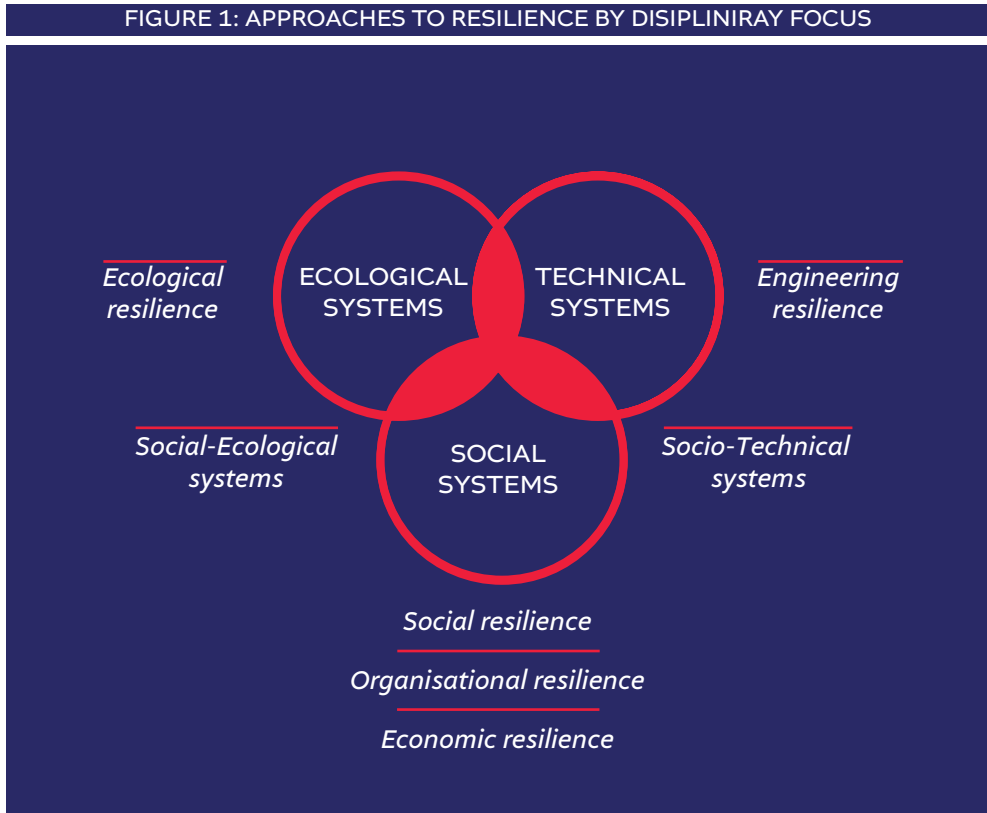 FIGURE 1: APPROACHES TO RESILIENCE BY DISIPLINIRAY FOCUS
ECOLOGICAL
SYSTEMS
TECHNICAL
SYSTEMS
Ecological
resilience
Engineering
resilience
Social-Ecological
systems
SOCIAL
SYSTEMS
Socio-Technical
systems
Social resilience
Organisational resilience
Economic resilience